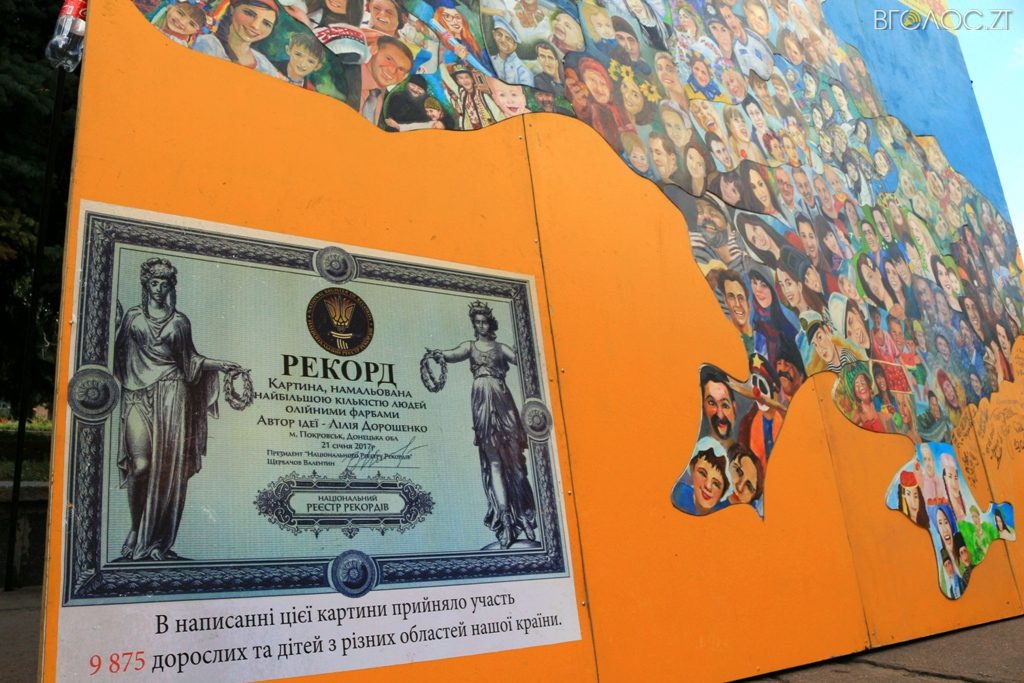 ВГОЛОС.ZT
РЕКОРД
Картина, намальована
найбільшою кількістю людей
олійними фарбами
Автор ідеї - Лілія Дорошенко
м. Покровськ, Донецька обл
21 січня 2017р
Президент "Національного Реєстру Рекордів"
Щербачов Валентин
НАЦІОНАЛЬНИЙ
РЕЄСТР РЕКОРДІВ
В написанні цієї картини прийняло участь
9 875 дорослих та дітей з різних областей нашої країни.